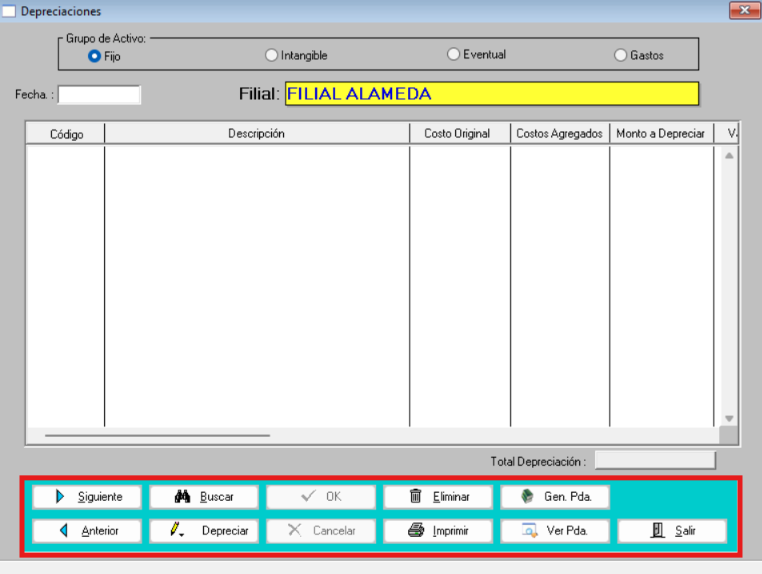 Depreciaciones
Grupo de Activo:
Fijo Intangible Eventual Gastos
Fecha. : Filial: FILIAL ALAMEDA
Código Descripción Costo Original Costos Agregados Monto a Depreciar V
Total Depreciación :
Siguiente Buscar OK Eliminar Gen. Pda.
Anterior Depreciar Cancelar Imprimir Ver Pda. Salir